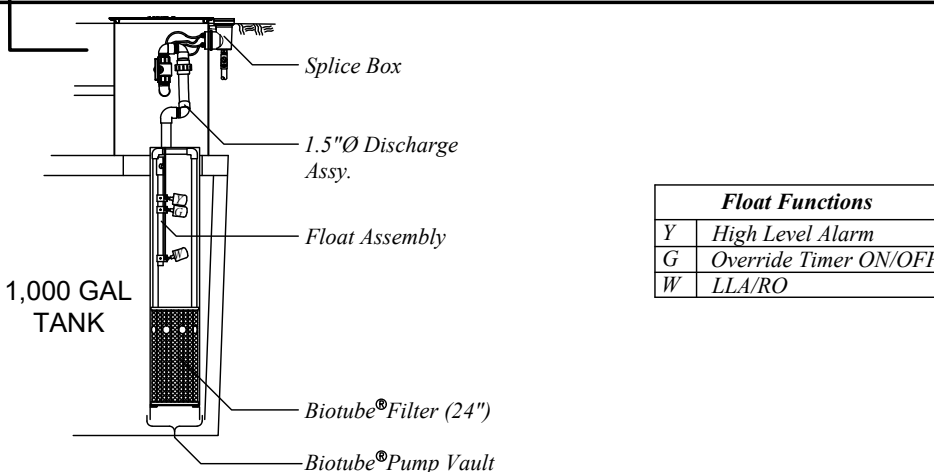 Splice Box
1.5"Ø Discharge
Assy.
Float Assembly
1,000 GAL
TANK
Biotube®Filter (24")
Biotube®Pump Vault
Float Functions
Y High Level Alarm
G Override Timer ON/OFF
W LLA/RO